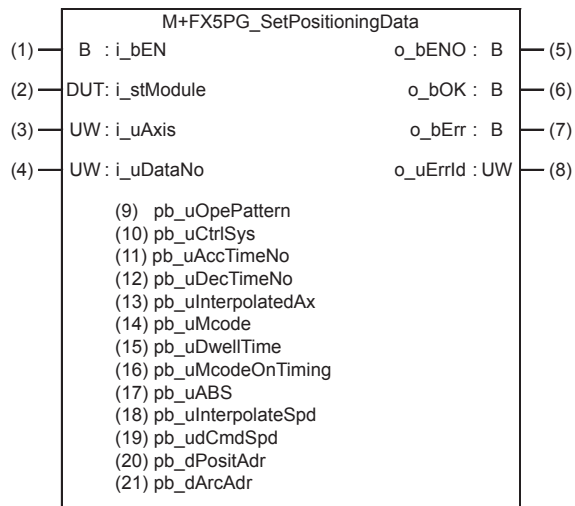 M+FX5PG_SetPositioningData
(1) B : i_bEN o_bENO : B (5)
(2) DUT: i_stModule o_bOK : B (6)
(3) UW : i_uAxis o_bErr : B (7)
(4) UW : i_uDataNo o_uErrId : UW (8)
(9) pb_uOpePattern
(10) pb_uCtrlSys
(11) pb_uAccTimeNo
(12) pb_uDecTimeNo
(13) pb_uInterpolatedAx
(14) pb_uMcode
(15) pb_uDwellTime
(16) pb_uMcodeOnTiming
(17) pb_uABS
(18) pb_uInterpolateSpd
(19) pb_udCmdSpd
(20) pb_dPositAdr
(21) pb_dArcAdr